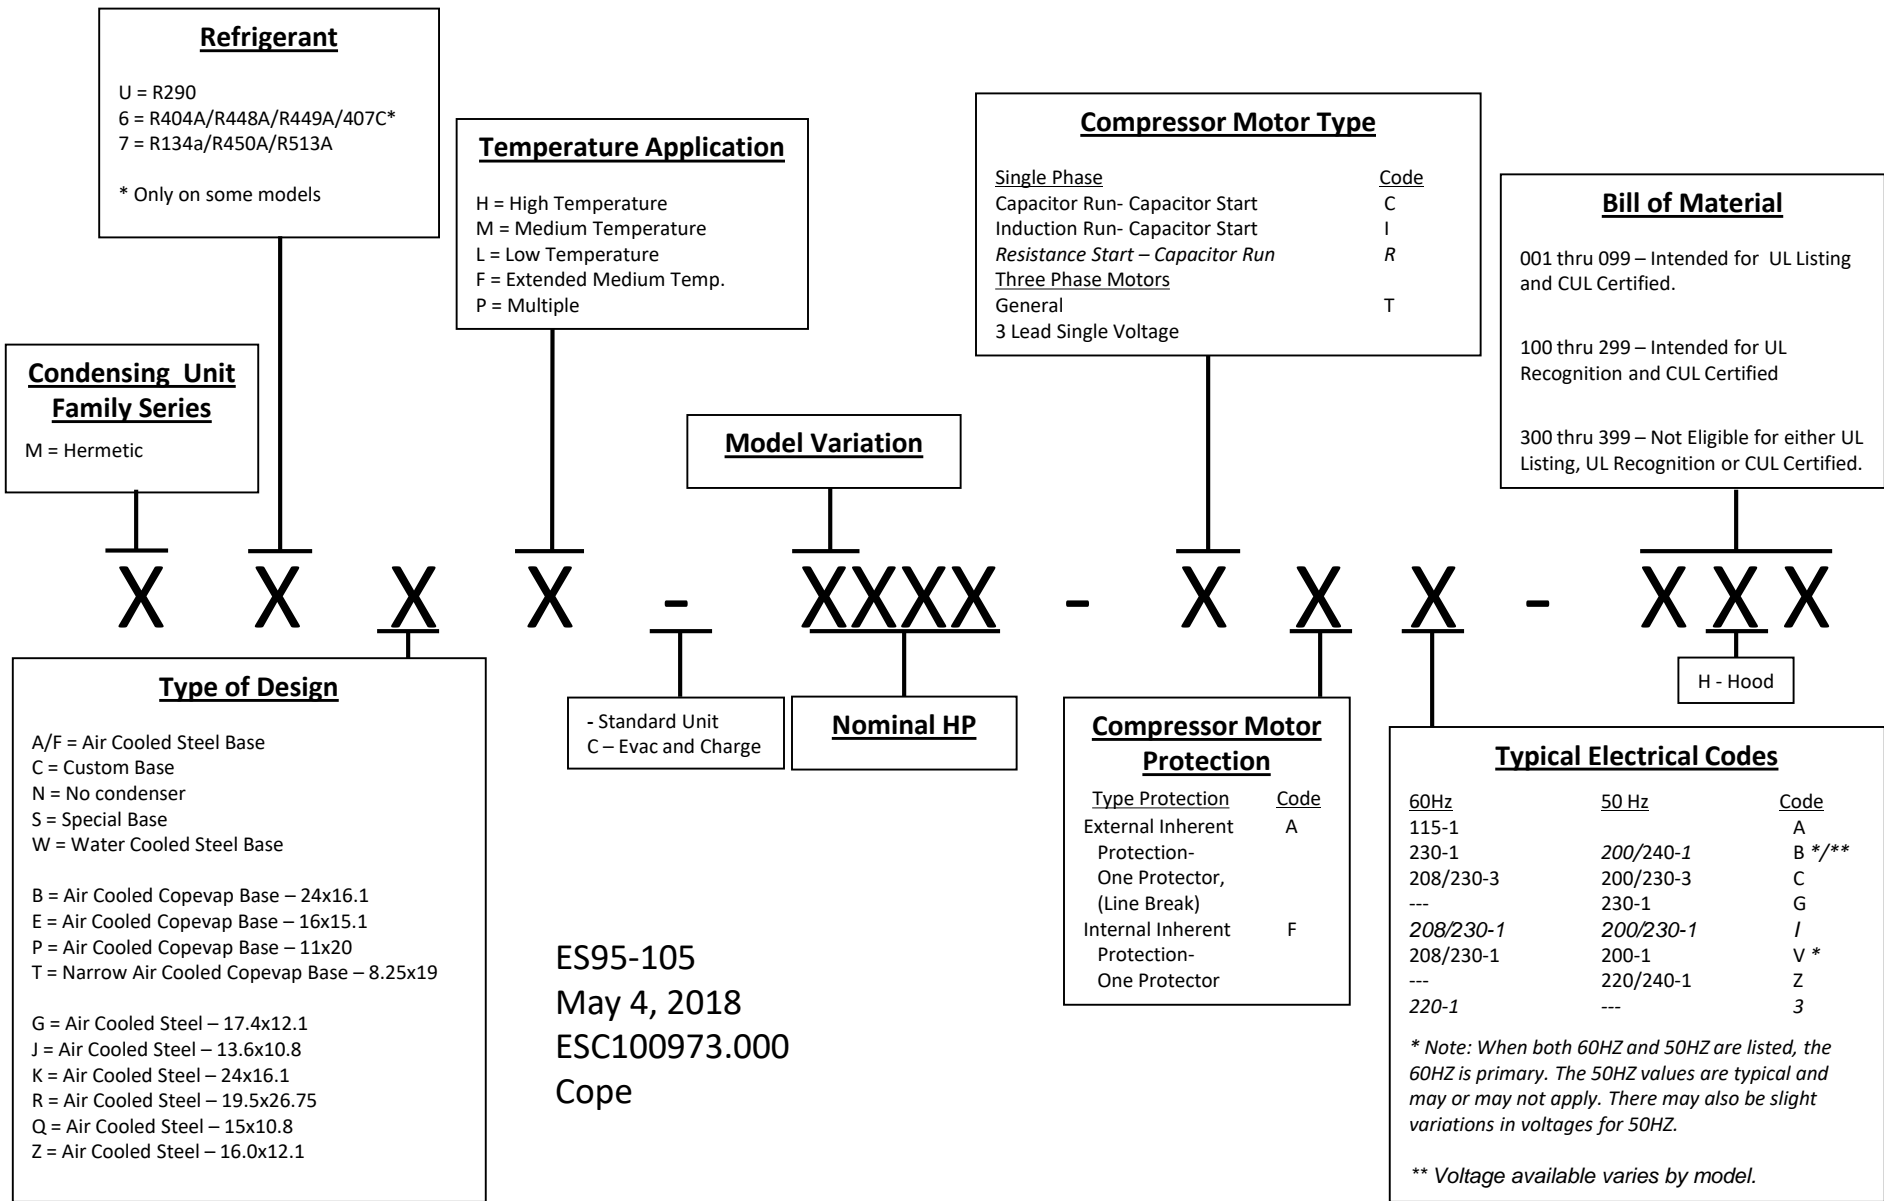 Refrigerant
U = R290
6 = R404A/R448A/R449A/407C*
7 = R134a/R450A/R513A
* Only on some models
Temperature Application
H = High Temperature
M = Medium Temperature
L = Low Temperature
F = Extended Medium Temp.
P = Multiple
Compressor Motor Type
Single Phase Code
Capacitor Run- Capacitor Start C
Induction Run- Capacitor Start I
Resistance Start – Capacitor Run R
Three Phase Motors
General T
3 Lead Single Voltage
Bill of Material
001 thru 099 – Intended for UL Listing
and CUL Certified.
100 thru 299 – Intended for UL
Recognition and CUL Certified
300 thru 399 – Not Eligible for either UL
Listing, UL Recognition or CUL Certified.
Condensing Unit
Family Series
M = Hermetic
Model Variation
X X X X - XXXX - X X X - X X X
Type of Design
A/F = Air Cooled Steel Base
C = Custom Base
N = No condenser
S = Special Base
W = Water Cooled Steel Base
B = Air Cooled Copevap Base – 24x16.1
E = Air Cooled Copevap Base – 16x15.1
P = Air Cooled Copevap Base – 11x20
T = Narrow Air Cooled Copevap Base – 8.25x19
G = Air Cooled Steel – 17.4x12.1
J = Air Cooled Steel – 13.6x10.8
K = Air Cooled Steel – 24x16.1
R = Air Cooled Steel – 19.5x26.75
Q = Air Cooled Steel – 15x10.8
Z = Air Cooled Steel – 16.0x12.1
- Standard Unit
C – Evac and Charge
Nominal HP
Compressor Motor
Protection
Type Protection Code
External Inherent A
Protection-
One Protector,
(Line Break)
Internal Inherent F
Protection-
One Protector
H - Hood
Typical Electrical Codes
60Hz 50 Hz Code
115-1 A
230-1 200/240-1 B */**
208/230-3 200/230-3 C
--- 230-1 G
208/230-1 200/230-1 I
208/230-1 200-1 V *
--- 220/240-1 Z
220-1 --- 3
* Note: When both 60HZ and 50HZ are listed, the
60HZ is primary. The 50HZ values are typical and
may or may not apply. There may also be slight
variations in voltages for 50HZ.
** Voltage available varies by model.
ES95-105
May 4, 2018
ESC100973.000
Cope